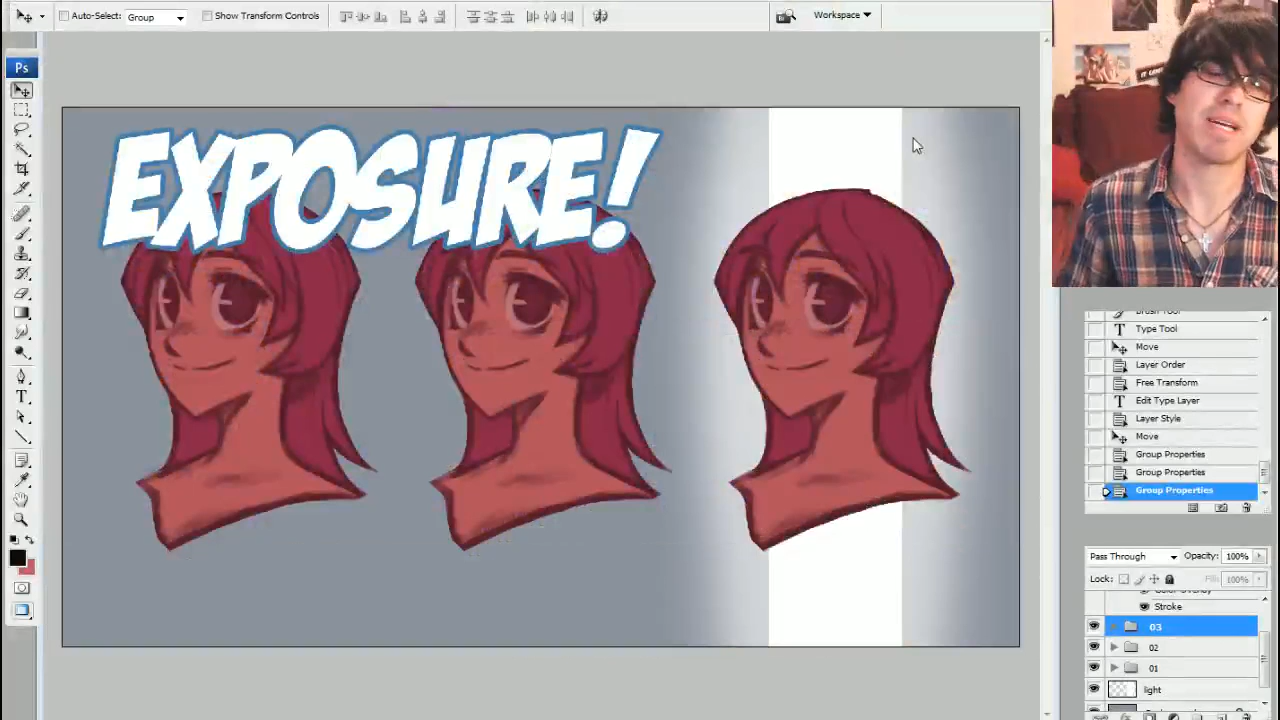 Auto-Select: Group Show Transform Controls Workspace
Ps
EXPOSURE!
T
Type Tool
Move
Layer Order
Free Transform
Edit Type Layer
Layer Style
Move
Group Properties
Group Properties
Group Properties
Pass Through Opacity: 100%
Lock: Fill: 100%
Stroke
03
02
01
light